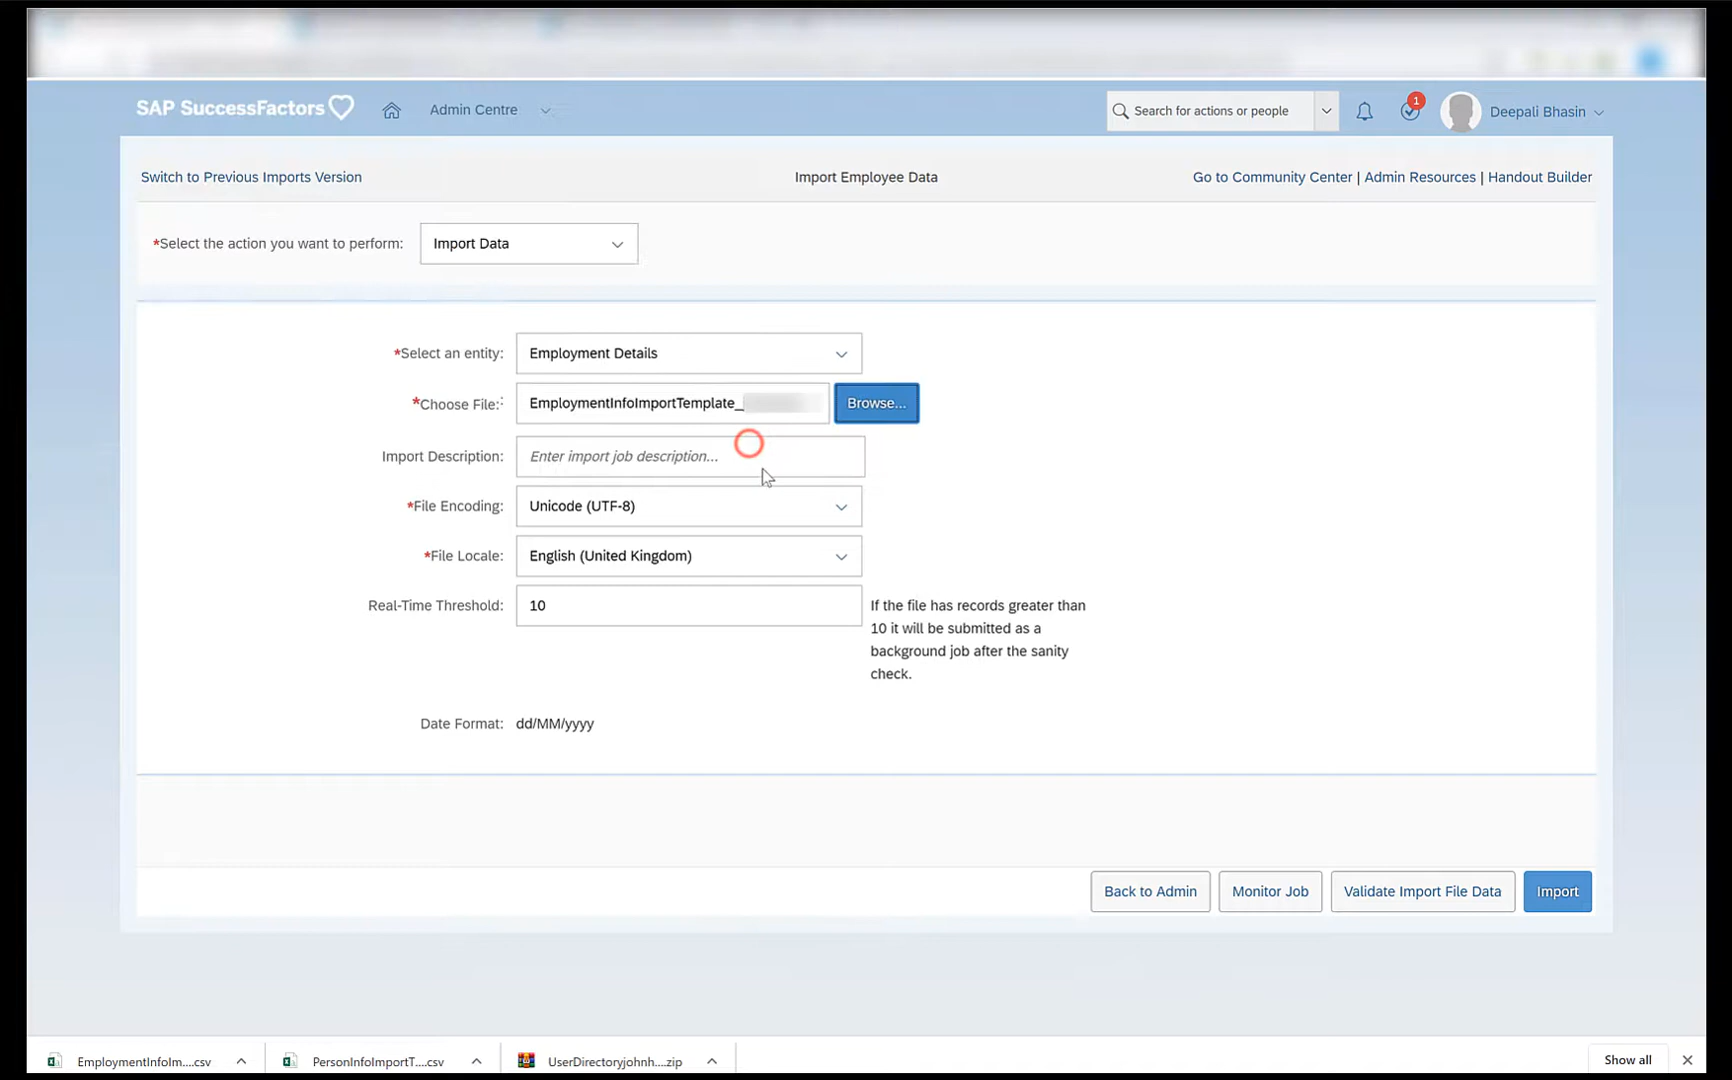 SAP SuccessFactors
Admin Centre
Search for actions or people
1
Deepali Bhasin
Switch to Previous Imports Version
Import Employee Data
Go to Community Center | Admin Resources | Handout Builder
*Select the action you want to perform:
Import Data
*Select an entity:
Employment Details
*Choose File::
EmploymentInfoImportTemplate_
Browse...
Import Description:
Enter import job description...
*File Encoding:
Unicode (UTF-8)
*File Locale:
English (United Kingdom)
Real-Time Threshold:
10
If the file has records greater than
10 it will be submitted as a
background job after the sanity
check.
Date Format:
dd/MM/yyyy
Back to Admin
Monitor Job
Validate Import File Data
Import
EmploymentInfoIm....csv
PersonInfoImportT....csv
UserDirectoryjohnh....zip
Show all